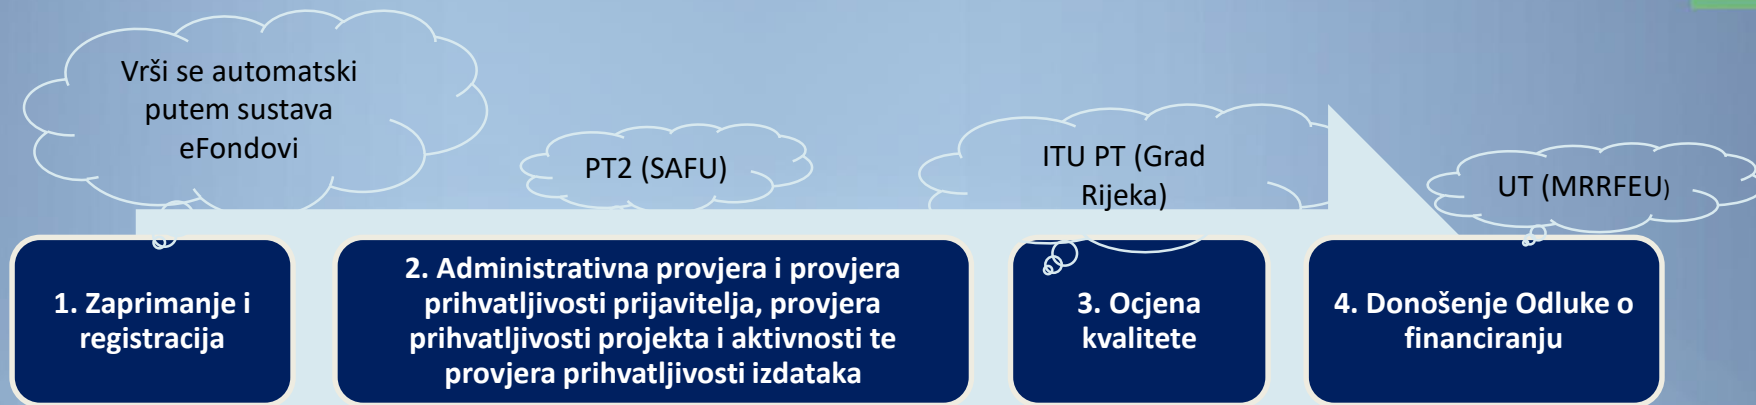 Vrši se automatski
putem sustava
eFondovi
PT2 (SAFU)
ITU PT (Grad
Rijeka)
UT (MRRFEU)
1. Zaprimanje i
registracija
2. Administrativna provjera i provjera
prihvatljivosti prijavitelja, provjera
prihvatljivosti projekta i aktivnosti te
provjera prihvatljivosti izdataka
3. Ocjena
kvalitete
4. Donošenje Odluke o
financiranju